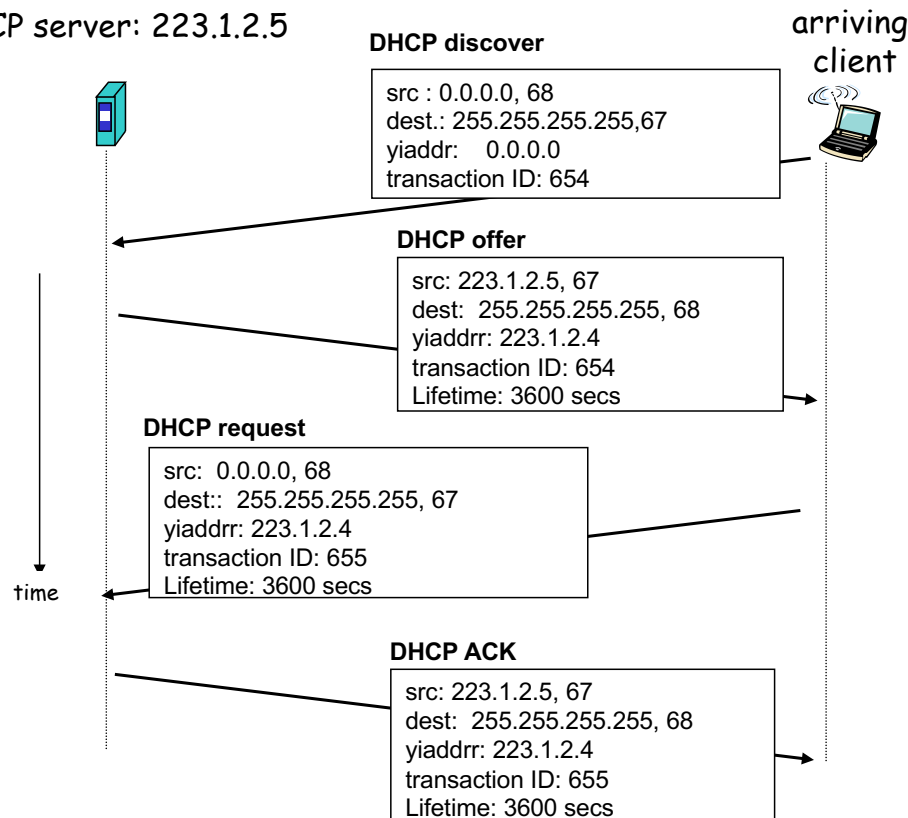 CP server: 223.1.2.5
arriving
client
DHCP discover
src : 0.0.0.0, 68
dest.: 255.255.255.255,67
yiaddr: 0.0.0.0
transaction ID: 654
DHCP offer
src: 223.1.2.5, 67
dest: 255.255.255.255, 68
yiaddrr: 223.1.2.4
transaction ID: 654
Lifetime: 3600 secs
DHCP request
src: 0.0.0.0, 68
dest:: 255.255.255.255, 67
yiaddrr: 223.1.2.4
transaction ID: 655
Lifetime: 3600 secs
time
DHCP ACK
src: 223.1.2.5, 67
dest: 255.255.255.255, 68
yiaddrr: 223.1.2.4
transaction ID: 655
Lifetime: 3600 secs